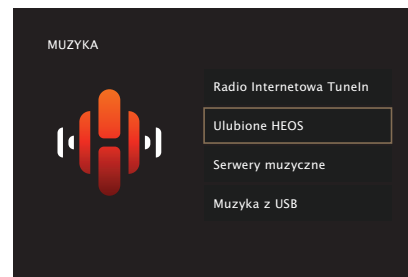 MUZYKA
Radio Internetowa TuneIn
Ulubione HEOS
Serwery muzyczne
Muzyka z USB